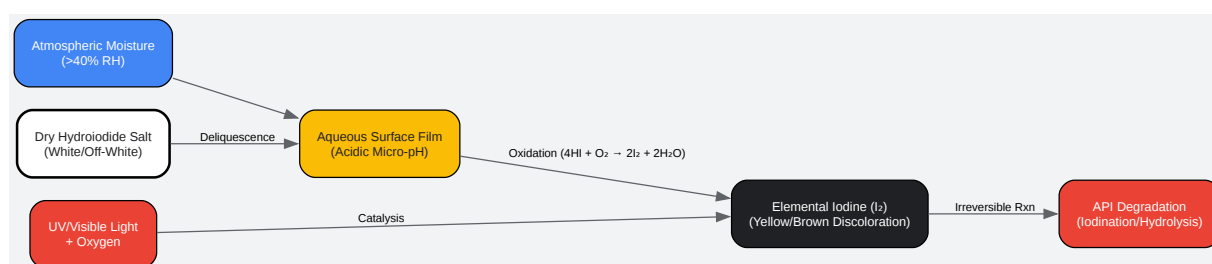 Atmospheric Moisture
(>40% RH)
Dry Hydroiodide Salt
(White/Off-White)
Deliquescence
Aqueous Surface Film
(Acidic Micro-pH)
Oxidation (4HI + O₂ → 2I₂ + 2H₂O)
UV/Visible Light
+ Oxygen
Catalysis
Elemental Iodine (I₂)
(Yellow/Brown Discoloration)
Irreversible Rxn
API Degradation
(Iodination/Hydrolysis)